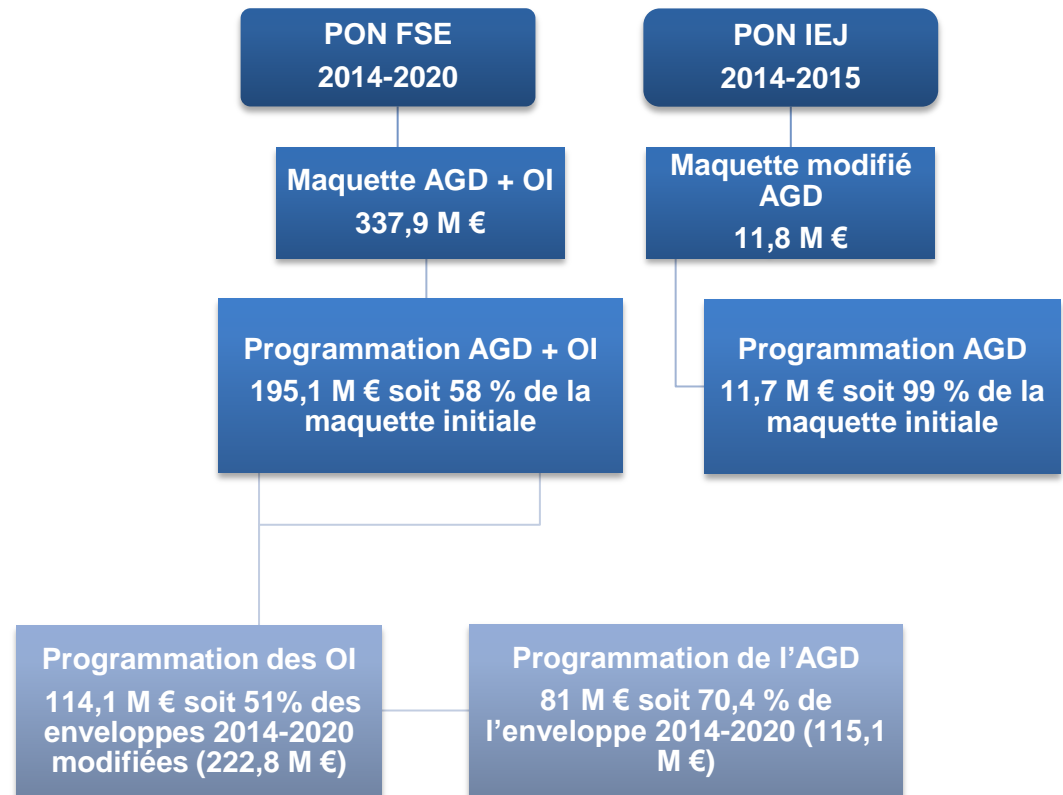 PON FSE
2014-2020
PON IEJ
2014-2015
Maquette AGD + OI
337,9 M €
Maquette modifié
AGD
11,8 M €
Programmation AGD + OI
195,1 M € soit 58 % de la
maquette initiale
Programmation AGD
11,7 M € soit 99 % de la
maquette initiale
Programmation des OI
114,1 M € soit 51% des
enveloppes 2014-2020
modifiées (222,8 M €)
Programmation de l’AGD
81 M € soit 70,4 % de
l’enveloppe 2014-2020 (115,1
M €)